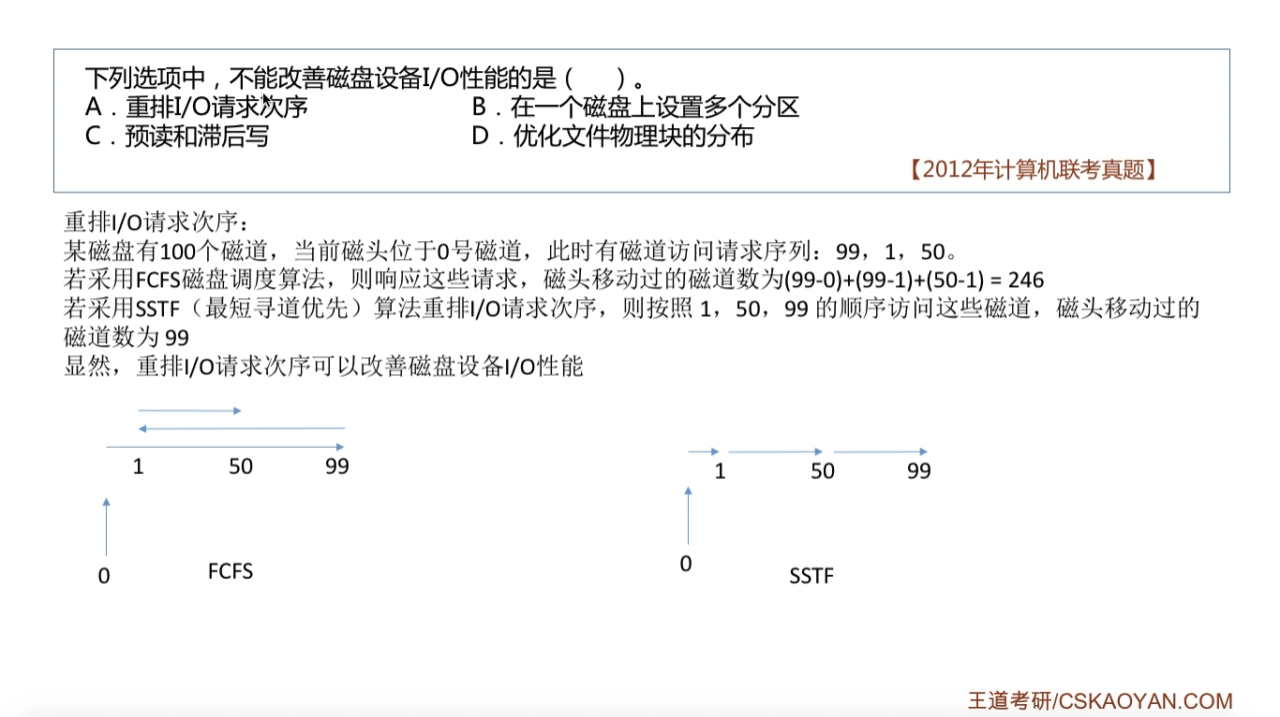 下列选项中，不能改善磁盘设备I/O性能的是（ ）。
A．重排I/O请求次序 B．在一个磁盘上设置多个分区
C．预读和滞后写 D．优化文件物理块的分布
【2012年计算机联考真题】
重排I/O请求次序：
某磁盘有100个磁道，当前磁头位于0号磁道，此时有磁道访问请求序列：99，1，50。
若采用FCFS磁盘调度算法，则响应这些请求，磁头移动过的磁道数为(99-0)+(99-1)+(50-1) = 246
若采用SSTF（最短寻道优先）算法重排I/O请求次序，则按照 1，50，99 的顺序访问这些磁道，磁头移动过的
磁道数为 99
显然，重排I/O请求次序可以改善磁盘设备I/O性能
1 50 99
0 FCFS
1 50 99
0 SSTF
王道考研/CSKAOYAN.COM